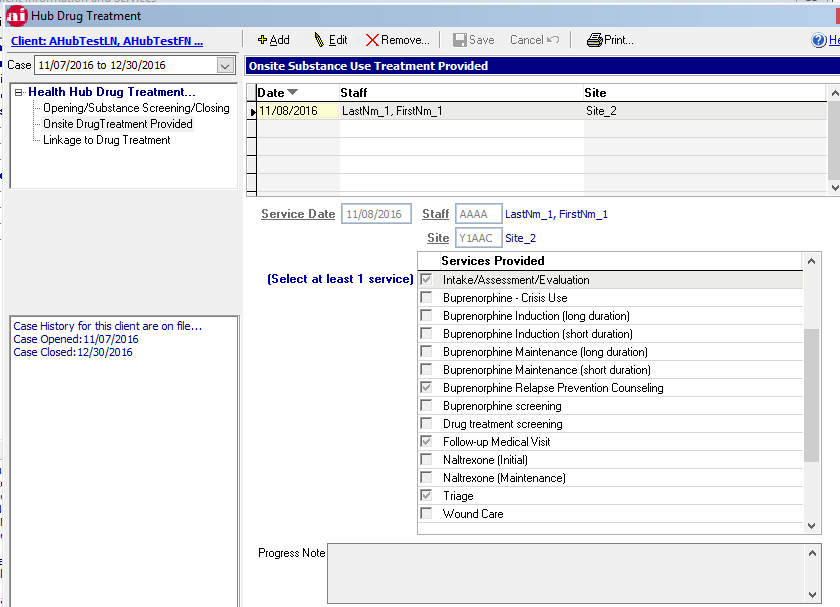 Hub Drug Treatment
Client: AHubTestLN, AHubTestFN ...
Add Edit Remove... Save Cancel Print...
Case 11/07/2016 to 12/30/2016
Onsite Substance Use Treatment Provided
Health Hub Drug Treatment...
Opening/Substance Screening/Closing
Onsite DrugTreatment Provided
Linkage to Drug Treatment
Date Staff Site
11/08/2016 LastNm_1, FirstNm_1 Site_2
Service Date 11/08/2016 Staff AAAA LastNm_1, FirstNm_1
Site Y1AAC Site_2
Services Provided
(Select at least 1 service)
Intake/Assessment/Evaluation
Buprenorphine - Crisis Use
Buprenorphine Induction (long duration)
Buprenorphine Induction (short duration)
Buprenorphine Maintenance (long duration)
Buprenorphine Maintenance (short duration)
Buprenorphine Relapse Prevention Counseling
Buprenorphine screening
Drug treatment screening
Follow-up Medical Visit
Naltrexone (Initial)
Naltrexone (Maintenance)
Triage
Wound Care
Case History for this client are on file...
Case Opened:11/07/2016
Case Closed:12/30/2016
Progress Note